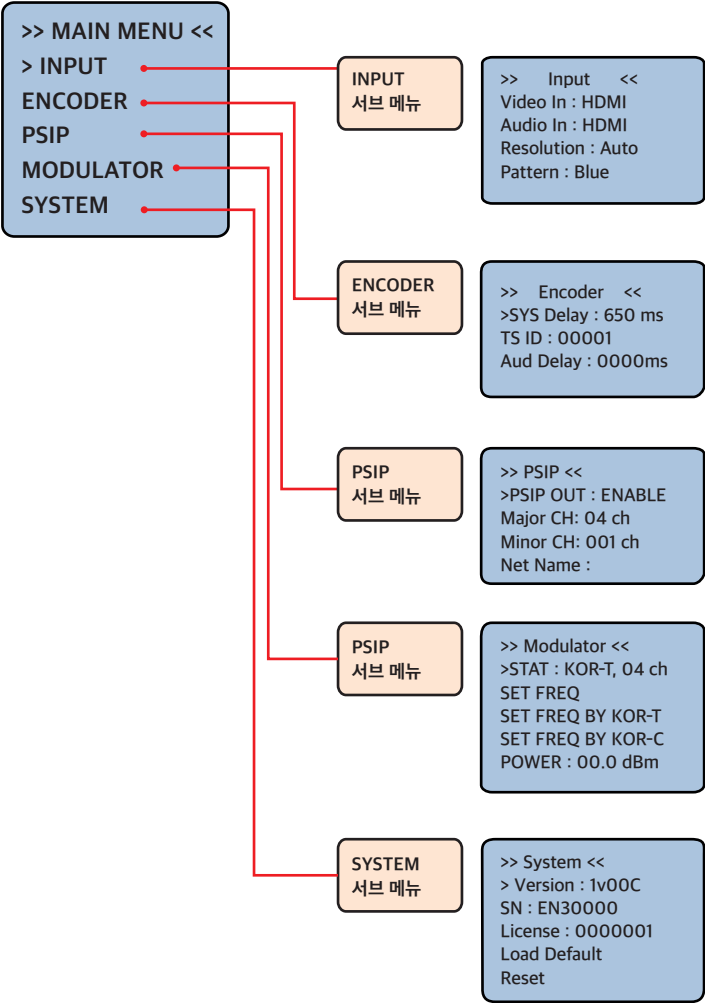 >> MAIN MENU <<
> INPUT
ENCODER
PSIP
MODULATOR
SYSTEM
INPUT
서브 메뉴
>> Input <<
Video In : HDMI
Audio In : HDMI
Resolution : Auto
Pattern : Blue
ENCODER
서브 메뉴
>> Encoder <<
>SYS Delay : 650 ms
TS ID : 00001
Aud Delay : 0000ms
PSIP
서브 메뉴
>> PSIP <<
>PSIP OUT : ENABLE
Major CH: 04 ch
Minor CH: 001 ch
Net Name :
PSIP
서브 메뉴
>> Modulator <<
>STAT : KOR-T, 04 ch
SET FREQ
SET FREQ BY KOR-T
SET FREQ BY KOR-C
POWER : 00.0 dBm
SYSTEM
서브 메뉴
>> System <<
> Version : 1v00C
SN : EN30000
License : 0000001
Load Default
Reset